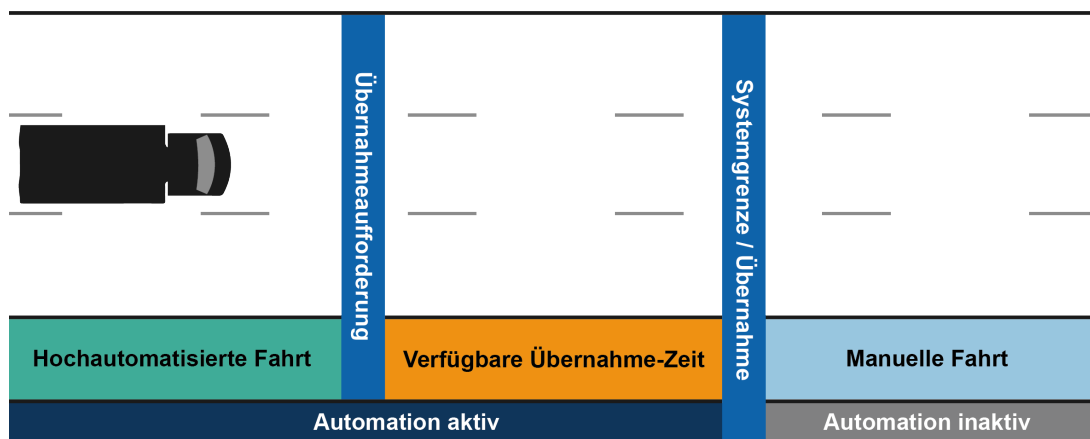 Übernahmeaufforderung
Systemgrenze / Übernahme
Hochautomatisierte Fahrt
Verfügbare Übernahme-Zeit
Manuelle Fahrt
Automation aktiv
Automation inaktiv